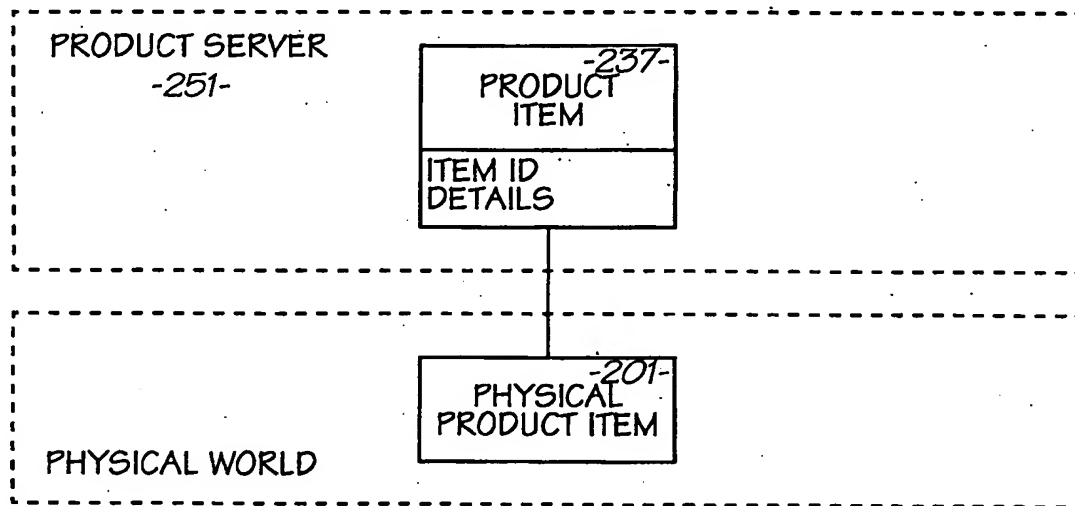 PRODUCT SERVER
-251-
-237-
PRODUCT
ITEM
ITEM ID
DETAILS
-201-
PHYSICAL
PRODUCT ITEM
PHYSICAL WORLD